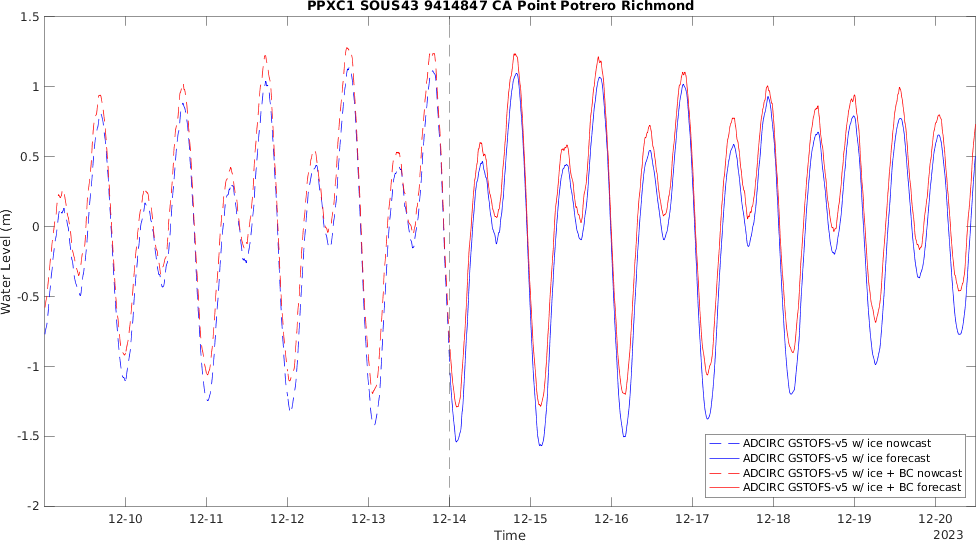 PPXC1 SOUS43 9414847 CA Point Potrero Richmond
1.5
1
0.5
0
-0.5
-1
-1.5
-2
Water Level (m)
12-10
12-11
12-12
12-13
12-14
12-15
12-16
12-17
12-18
12-19
12-20
Time
2023
ADCIRC GSTOFS-v5 w/ ice nowcast
ADCIRC GSTOFS-v5 w/ ice forecast
ADCIRC GSTOFS-v5 w/ ice + BC nowcast
ADCIRC GSTOFS-v5 w/ ice + BC forecast